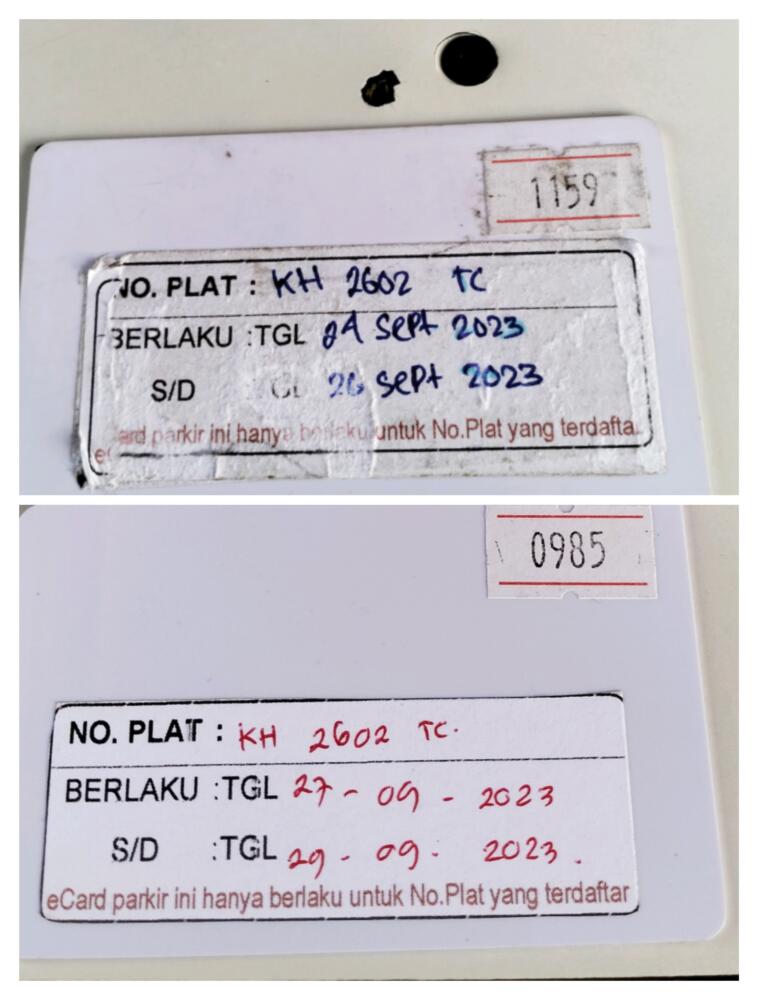 1159
NO. PLAT : KH 2602 TC
BERLAKU :TGL 24 Sept 2023
S/D TGL 26 Sept 2023
eCard parkir ini hanya berlaku untuk No.Plat yang terdaftar
0985
NO. PLAT : KH 2602 TC.
BERLAKU :TGL 27 - 09 - 2023
S/D :TGL 29 - 09 - 2023.
eCard parkir ini hanya berlaku untuk No.Plat yang terdaftar